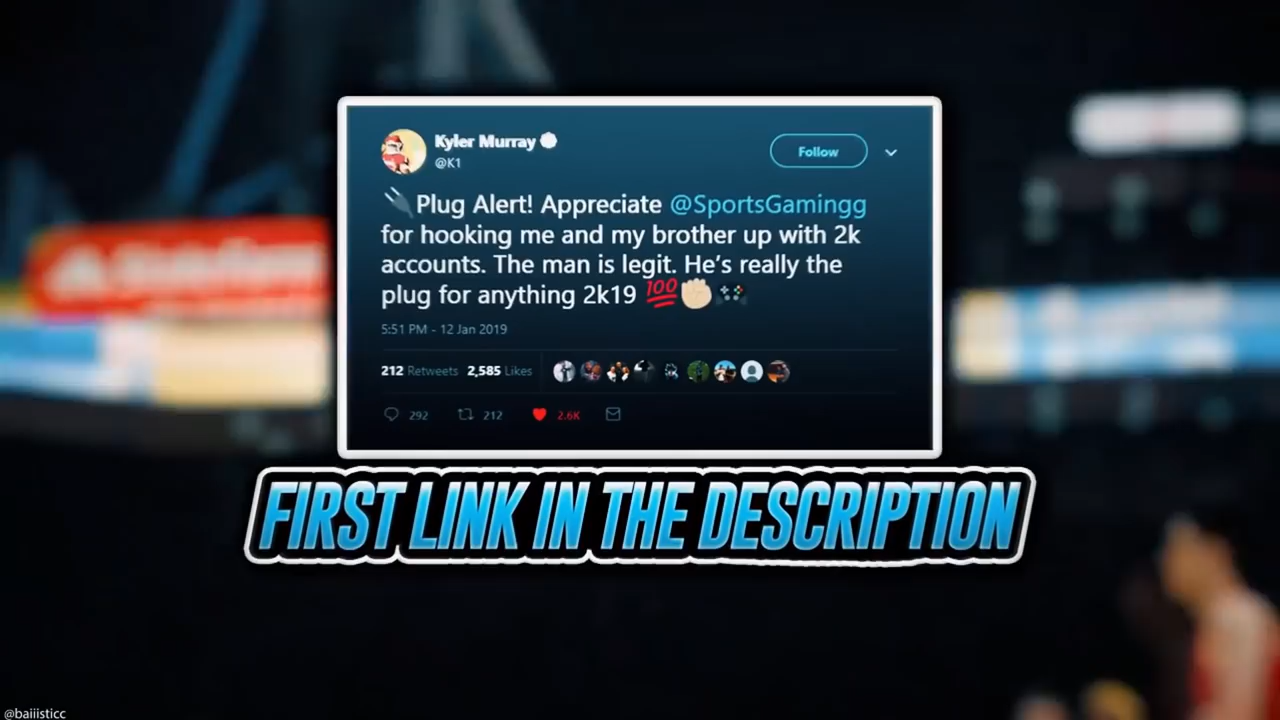 Kyler Murray
@K1
Follow
Plug Alert! Appreciate @SportsGamingg
for hooking me and my brother up with 2k
accounts. The man is legit. He's really the
plug for anything 2k19 💯✊🏼🎮
5:51 PM - 12 Jan 2019
212 Retweets 2,585 Likes
292 212 2.6K
FIRST LINK IN THE DESCRIPTION
@baiiisticc